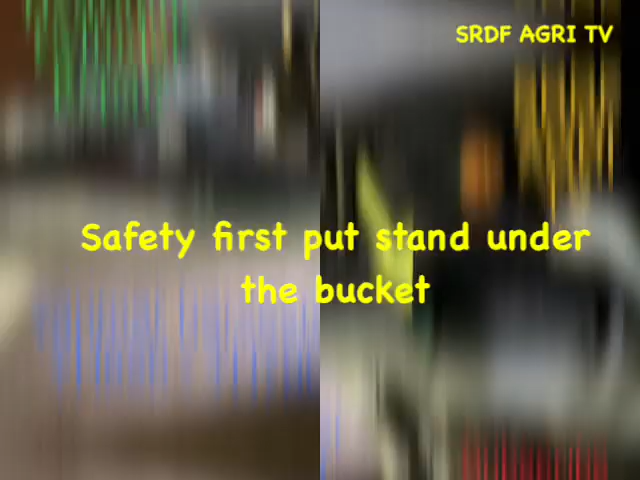 SRDF AGRI TV
Safety first put stand under
the bucket